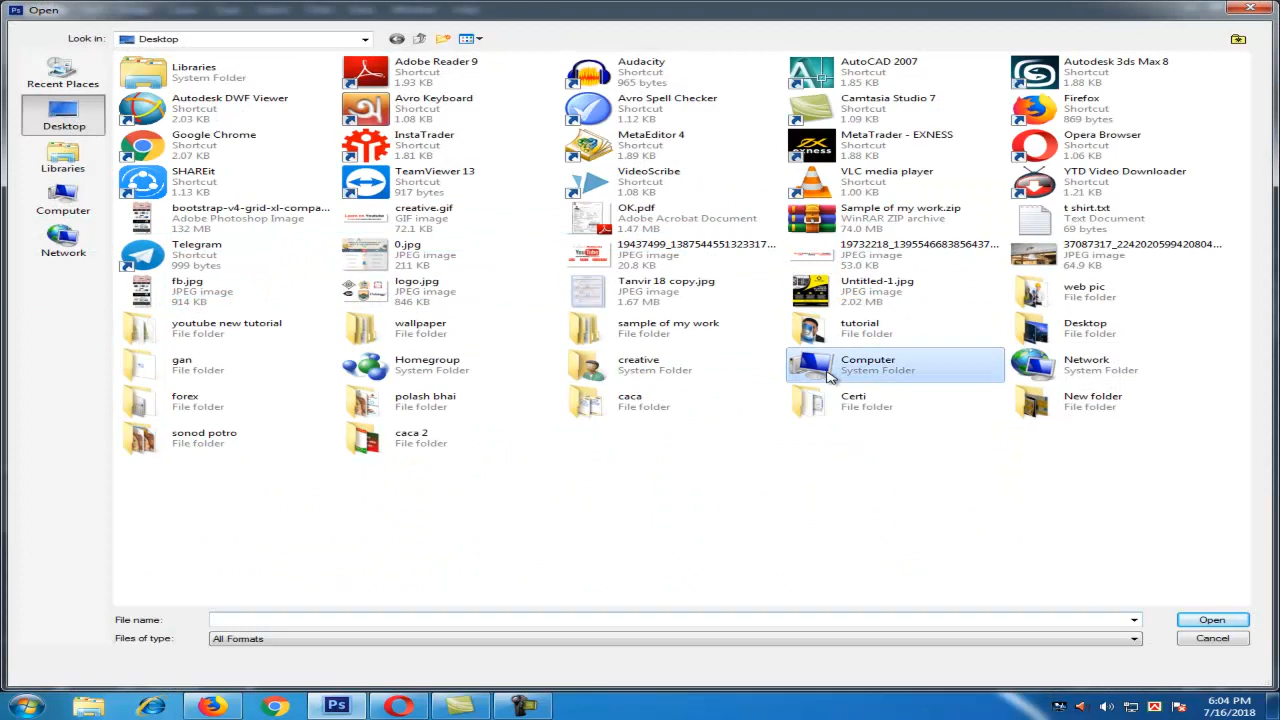 Open
Look in: Desktop
Recent Places
Desktop
Libraries
Computer
Network
Libraries
System Folder
Adobe Reader 9
Shortcut
1.93 KB
Audacity
Shortcut
965 bytes
AutoCAD 2007
Shortcut
1.85 KB
Autodesk 3ds Max 8
Shortcut
1.88 KB
Autodesk DWF Viewer
Shortcut
2.03 KB
Avro Keyboard
Shortcut
1.08 KB
Avro Spell Checker
Shortcut
1.12 KB
Camtasia Studio 7
Shortcut
1.09 KB
Firefox
Shortcut
869 bytes
Google Chrome
Shortcut
2.07 KB
InstaTrader
Shortcut
1.81 KB
MetaEditor 4
Shortcut
1.89 KB
MetaTrader - EXNESS
Shortcut
1.88 KB
Opera Browser
Shortcut
1.06 KB
SHAREit
Shortcut
1.13 KB
TeamViewer 13
Shortcut
917 bytes
VideoScribe
Shortcut
1.71 KB
VLC media player
Shortcut
1.00 KB
YTD Video Downloader
Shortcut
1.21 KB
bootstrap-v4-grid-xl-compa...
Adobe Photoshop Image
132 MB
creative.gif
GIF image
721 KB
OK.pdf
Adobe Acrobat Document
1.47 MB
Sample of my work.zip
WinRAR ZIP archive
74.0 MB
t shirt.txt
Text Document
69 bytes
Telegram
Shortcut
999 bytes
0.jpg
JPEG image
211 KB
19437499_1387544551323317...
JPEG image
20.8 KB
19732218_1395546683856437...
JPEG image
53.0 KB
37087317_2242020599420804...
JPEG image
64.9 KB
fb.jpg
JPEG image
914 KB
logo.jpg
JPEG image
846 KB
Tanvir 18 copy.jpg
JPEG image
1.67 MB
Untitled-1.jpg
JPEG image
2.02 MB
web pic
File folder
youtube new tutorial
File folder
wallpaper
File folder
sample of my work
File folder
tutorial
File folder
Desktop
File folder
gan
File folder
Homegroup
System Folder
creative
System Folder
Computer
System Folder
Network
System Folder
forex
File folder
polash bhai
File folder
caca
File folder
Certi
File folder
New folder
File folder
sonod potro
File folder
caca 2
File folder
File name:
Open
Files of type: All Formats
Cancel
6:04 PM
7/16/2018